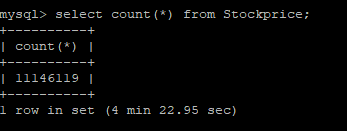 mysql> select count(*) from Stockprice;
+----------+
| count(*) |
+----------+
| 11146119 |
+----------+
1 row in set (4 min 22.95 sec)